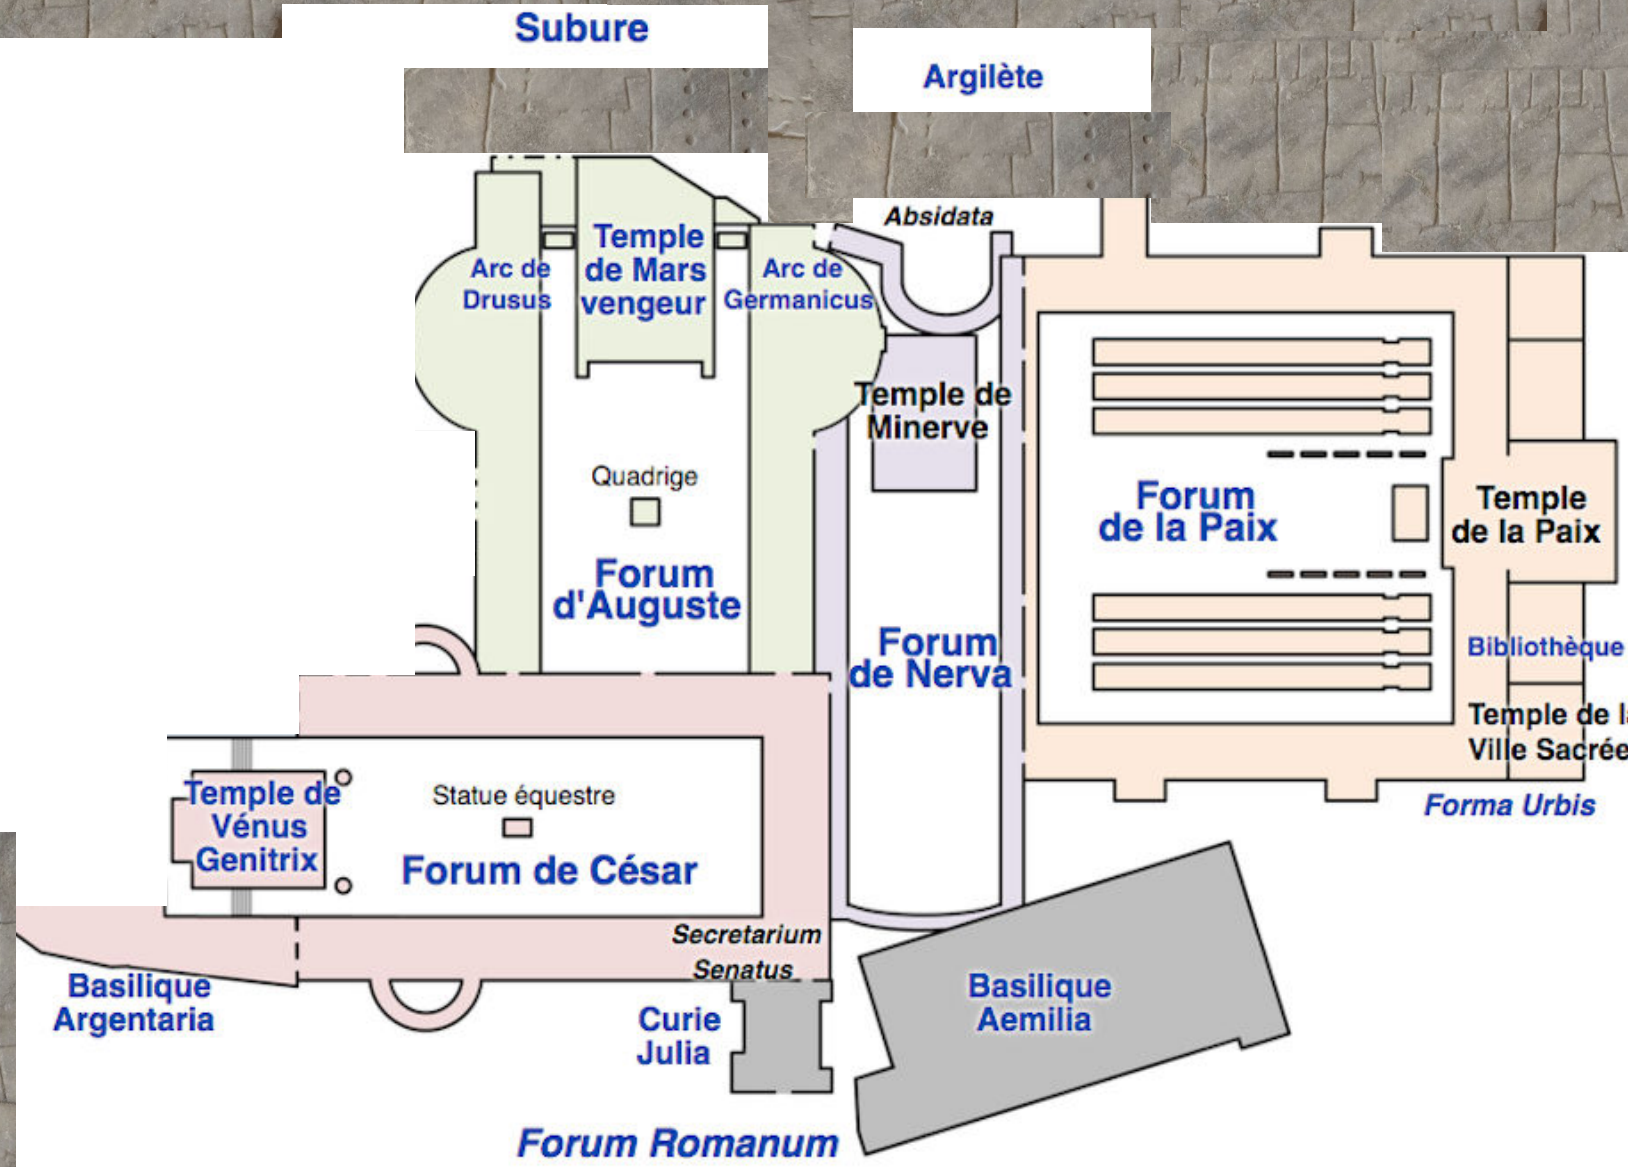 Subure
Argilète
Absidata
Temple
de Mars
vengeur
Arc de
Drusus
Arc de
Germanicus
Temple de
Minerve
Quadrige
Forum
d'Auguste
Forum
de la Paix
Temple
de la Paix
Forum
de Nerva
Bibliothèque
Temple de la
Ville Sacrée
Forma Urbis
Temple de
Vénus
Genitrix
Statue équestre
Forum de César
Secretarium
Senatus
Basilique
Argentaria
Curie
Julia
Basilique
Aemilia
Forum Romanum